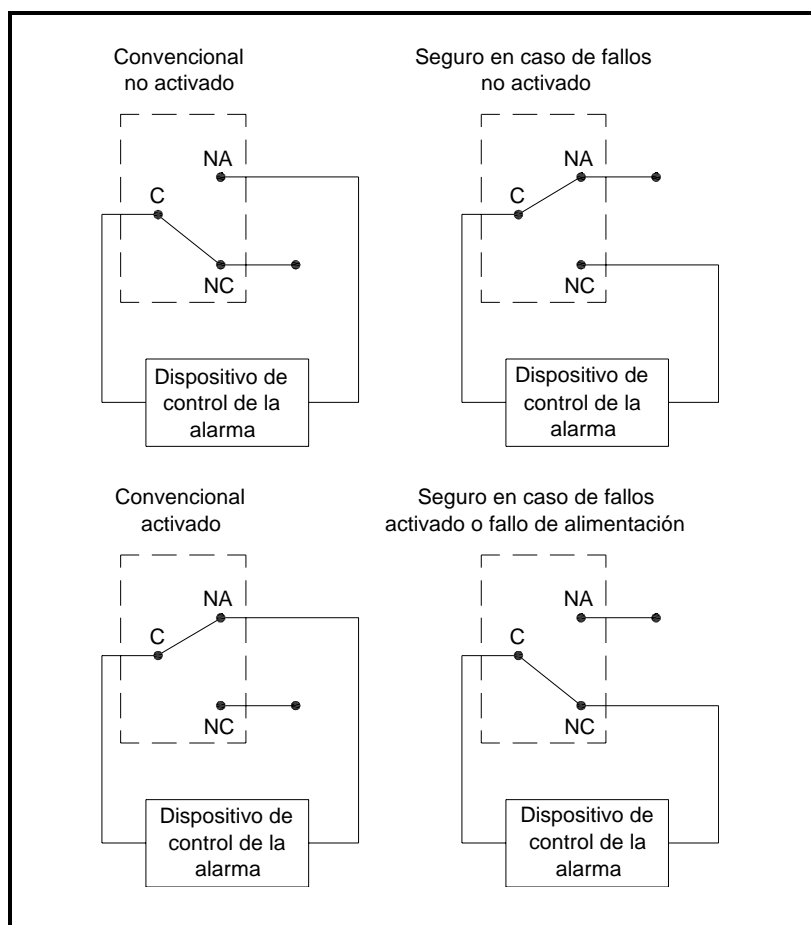 Convencional
no activado
NA
C
NC
Dispositivo de
control de la
alarma
Seguro en caso de fallos
no activado
NA
C
NC
Dispositivo de
control de la
alarma
Convencional
activado
NA
C
NC
Dispositivo de
control de la
alarma
Seguro en caso de fallos
activado o fallo de alimentación
NA
C
NC
Dispositivo de
control de la
alarma